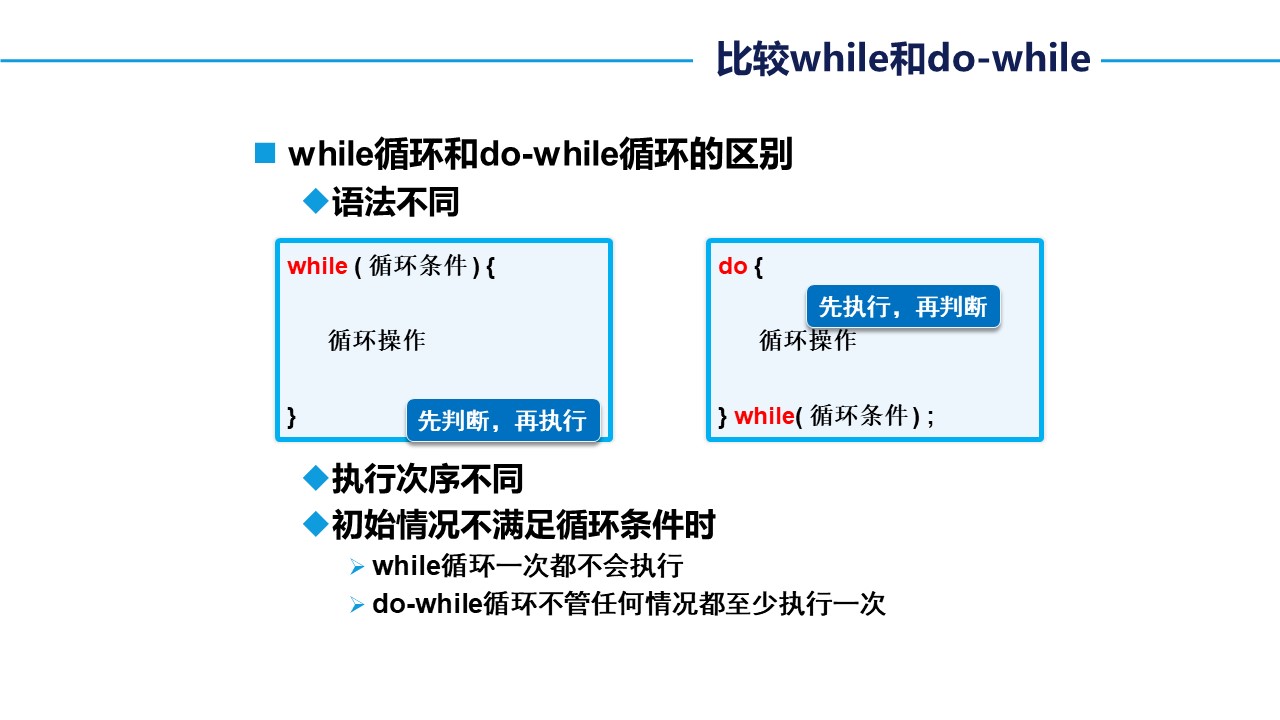 比较while和do-while
while循环和do-while循环的区别
语法不同
while ( 循环条件 ) {
循环操作
}
先判断，再执行
do {
先执行，再判断
循环操作
} while( 循环条件 ) ;
执行次序不同
初始情况不满足循环条件时
while循环一次都不会执行
do-while循环不管任何情况都至少执行一次